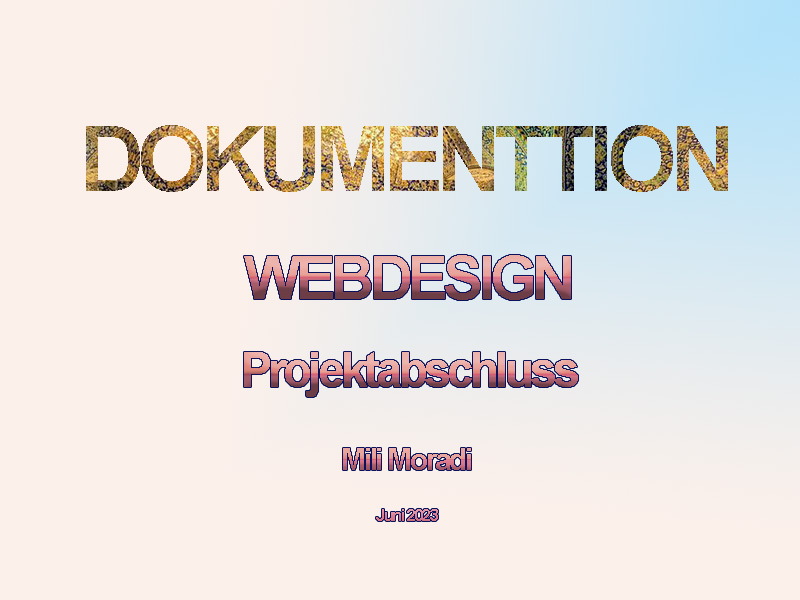 DOKUMENTTION
WEBDESIGN
Projektabschluss
Mili Moradi
Juni 2023